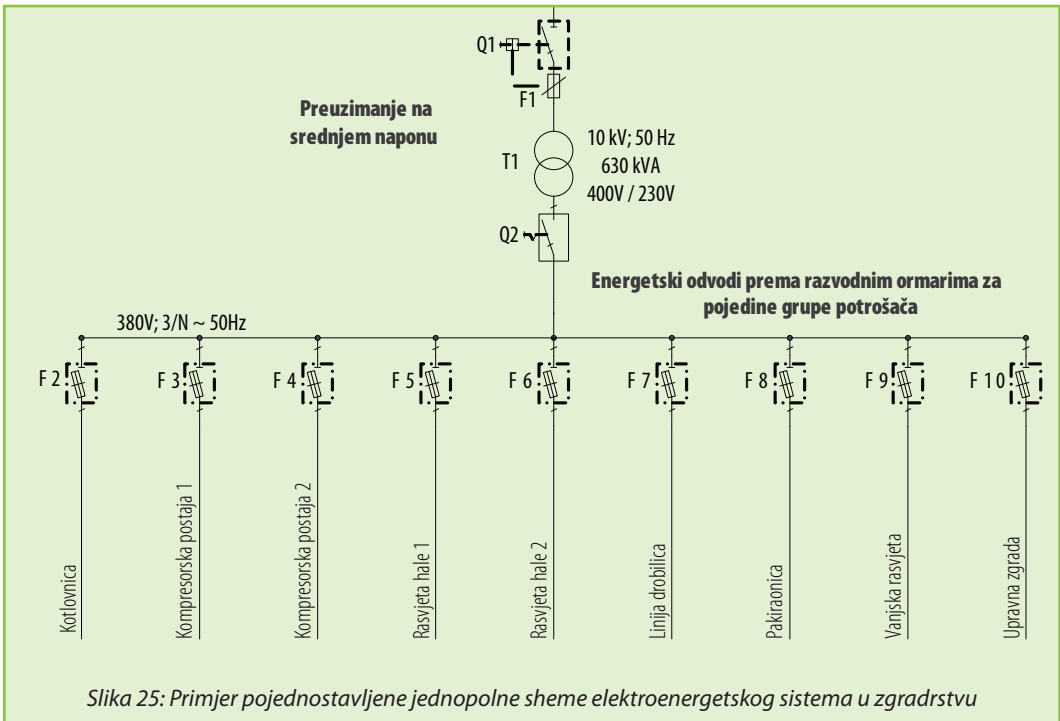 Q1
F1
Preuzimanje na
srednjem naponu
T1
10 kV; 50 Hz
630 kVA
400V / 230V
Q2
Energetski odvodi prema razvodnim ormarima za
pojedine grupe potrošača
380V; 3/N ~ 50Hz
F 2
F 3
F 4
F 5
F 6
F 7
F 8
F 9
F 10
Kotlovnica
Kompresorska postaja 1
Kompresorska postaja 2
Rasvjeta hale 1
Rasvjeta hale 2
Linija drobilica
Pakiraonica
Vanjska rasvjeta
Upravna zgrada
Slika 25: Primjer pojednostavljene jednopolne sheme elektroenergetskog sistema u zgradrstvu